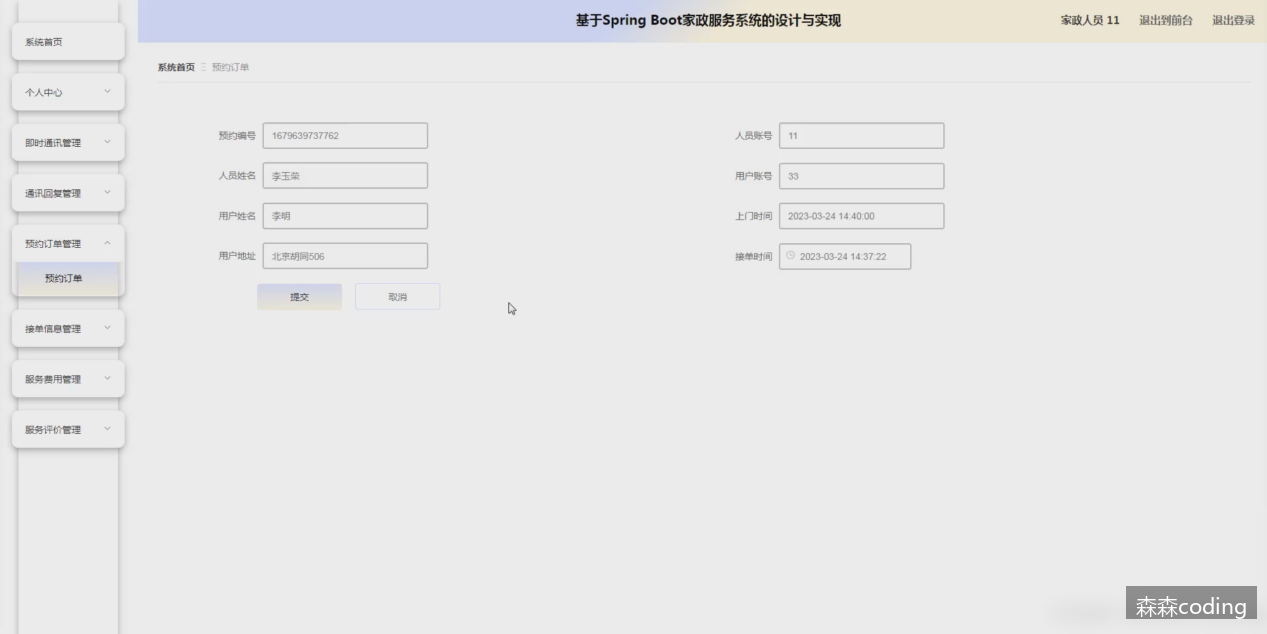 基于Spring Boot家政服务系统的设计与实现
家政人员 11
退出到前台
退出登录
系统首页
个人中心
即时通讯管理
通讯回复管理
预约订单管理
预约订单
接单信息管理
服务费用管理
服务评价管理
系统首页 预约订单
预约编号 1679639737762
人员账号 11
人员姓名 李玉荣
用户账号 33
用户姓名 李明
上门时间 2023-03-24 14:40:00
用户地址 北京胡同506
接单时间 2023-03-24 14:37:22
提交
取消
森森coding